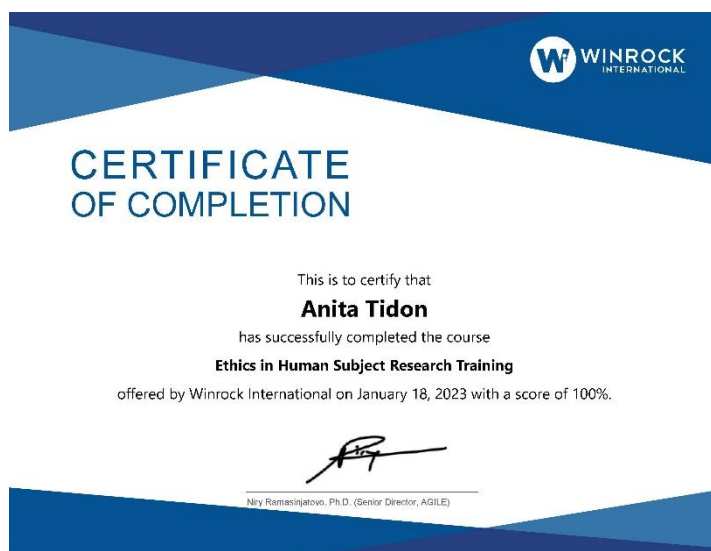 WINROCK
INTERNATIONAL
CERTIFICATE
OF COMPLETION
This is to certify that
Anita Tidon
has successfully completed the course
Ethics in Human Subject Research Training
offered by Winrock International on January 18, 2023 with a score of 100%.
Niry Ramasinjatovo, Ph.D. (Senior Director, AGILE)